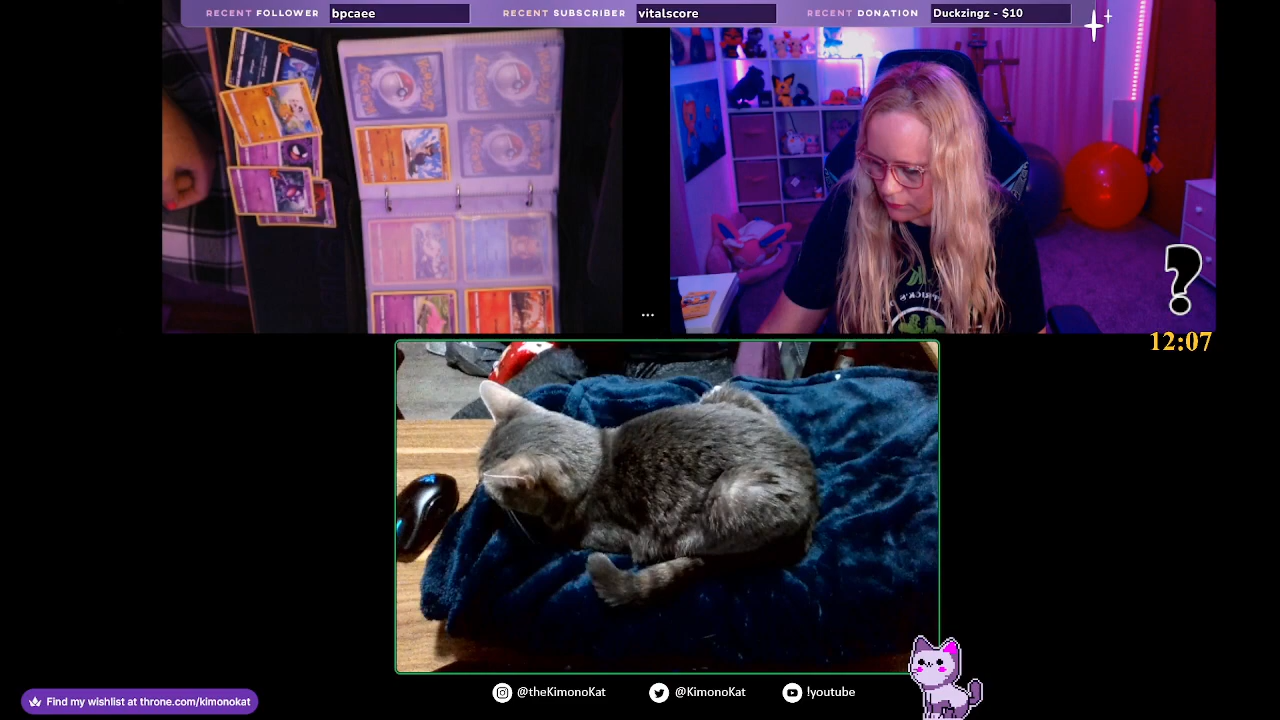 RECENT FOLLOWER bpcaee RECENT SUBSCRIBER vitalscore RECENT DONATION Duckzingz - $10
...
?
12:07
@theKimonoKat @KimonoKat !youtube
Find my wishlist at throne.com/kimonokat